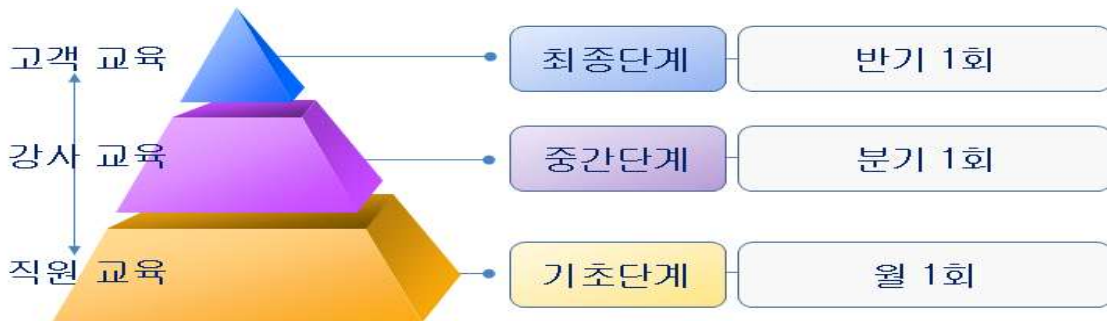 고객 교육 최종단계 반기 1회
강사 교육 중간단계 분기 1회
직원 교육 기초단계 월 1회